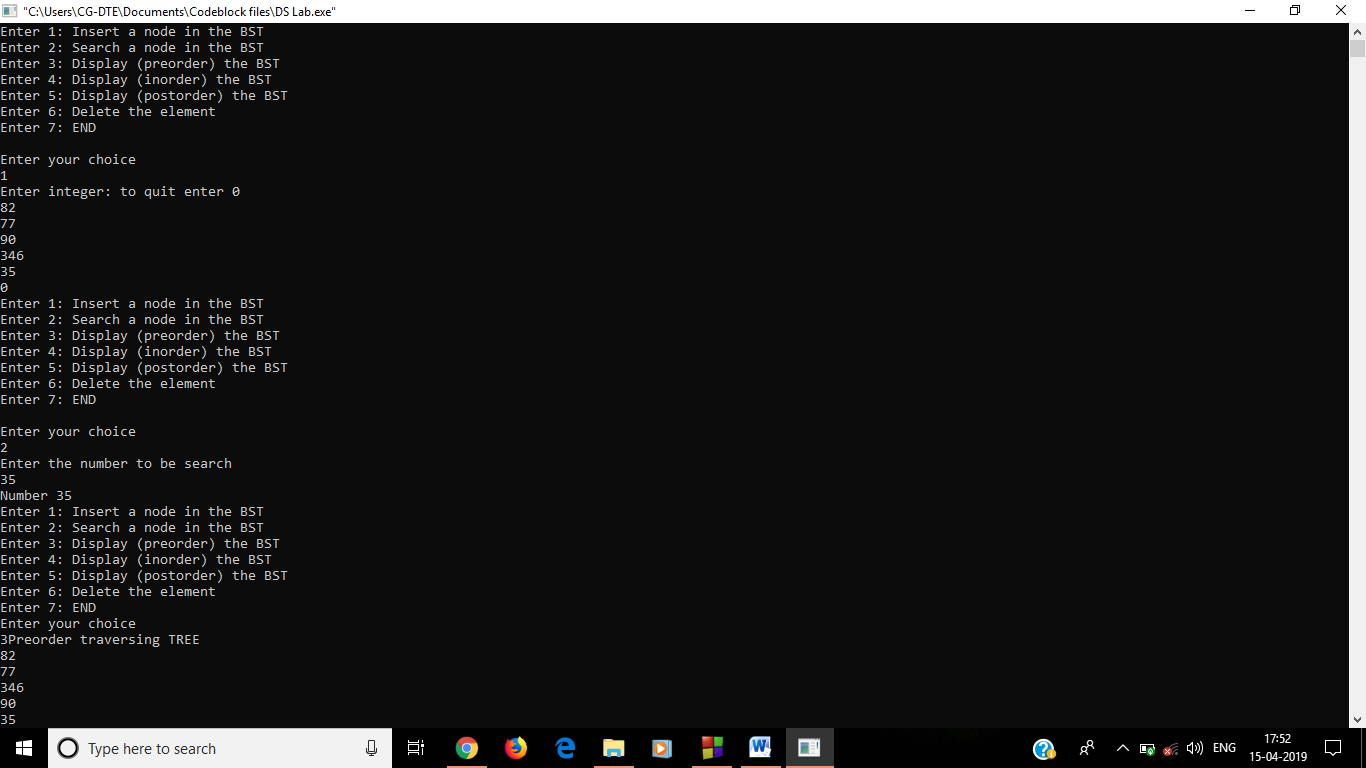 "C:\Users\CG-DTE\Documents\Codeblock files\DS Lab.exe"
Enter 1: Insert a node in the BST
Enter 2: Search a node in the BST
Enter 3: Display (preorder) the BST
Enter 4: Display (inorder) the BST
Enter 5: Display (postorder) the BST
Enter 6: Delete the element
Enter 7: END
Enter your choice
1
Enter integer: to quit enter 0
82
77
90
346
35
0
Enter 1: Insert a node in the BST
Enter 2: Search a node in the BST
Enter 3: Display (preorder) the BST
Enter 4: Display (inorder) the BST
Enter 5: Display (postorder) the BST
Enter 6: Delete the element
Enter 7: END
Enter your choice
2
Enter the number to be search
35
Number 35
Enter 1: Insert a node in the BST
Enter 2: Search a node in the BST
Enter 3: Display (preorder) the BST
Enter 4: Display (inorder) the BST
Enter 5: Display (postorder) the BST
Enter 6: Delete the element
Enter 7: END
Enter your choice
3Preorder traversing TREE
82
77
346
90
35
Type here to search
ENG
17:52
15-04-2019